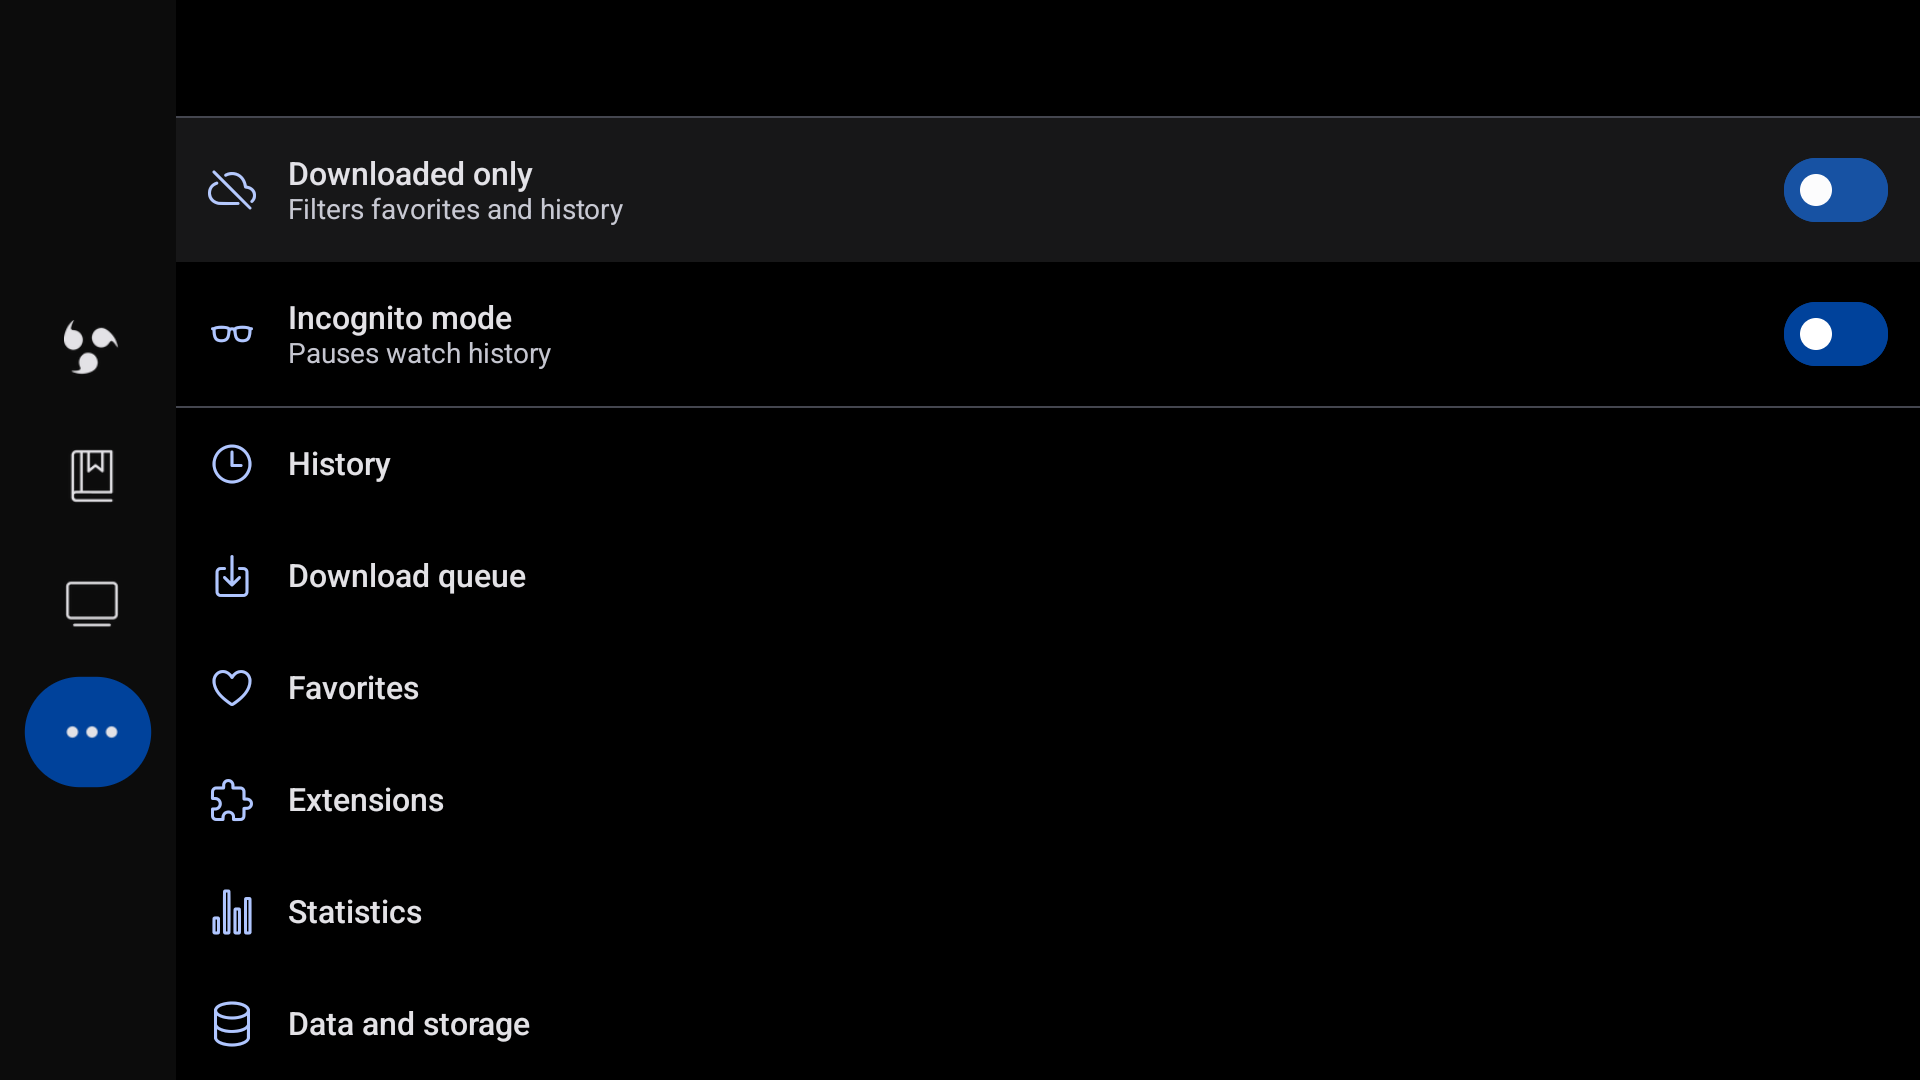 Downloaded only
Filters favorites and history
Incognito mode
Pauses watch history
History
Download queue
Favorites
Extensions
Statistics
Data and storage